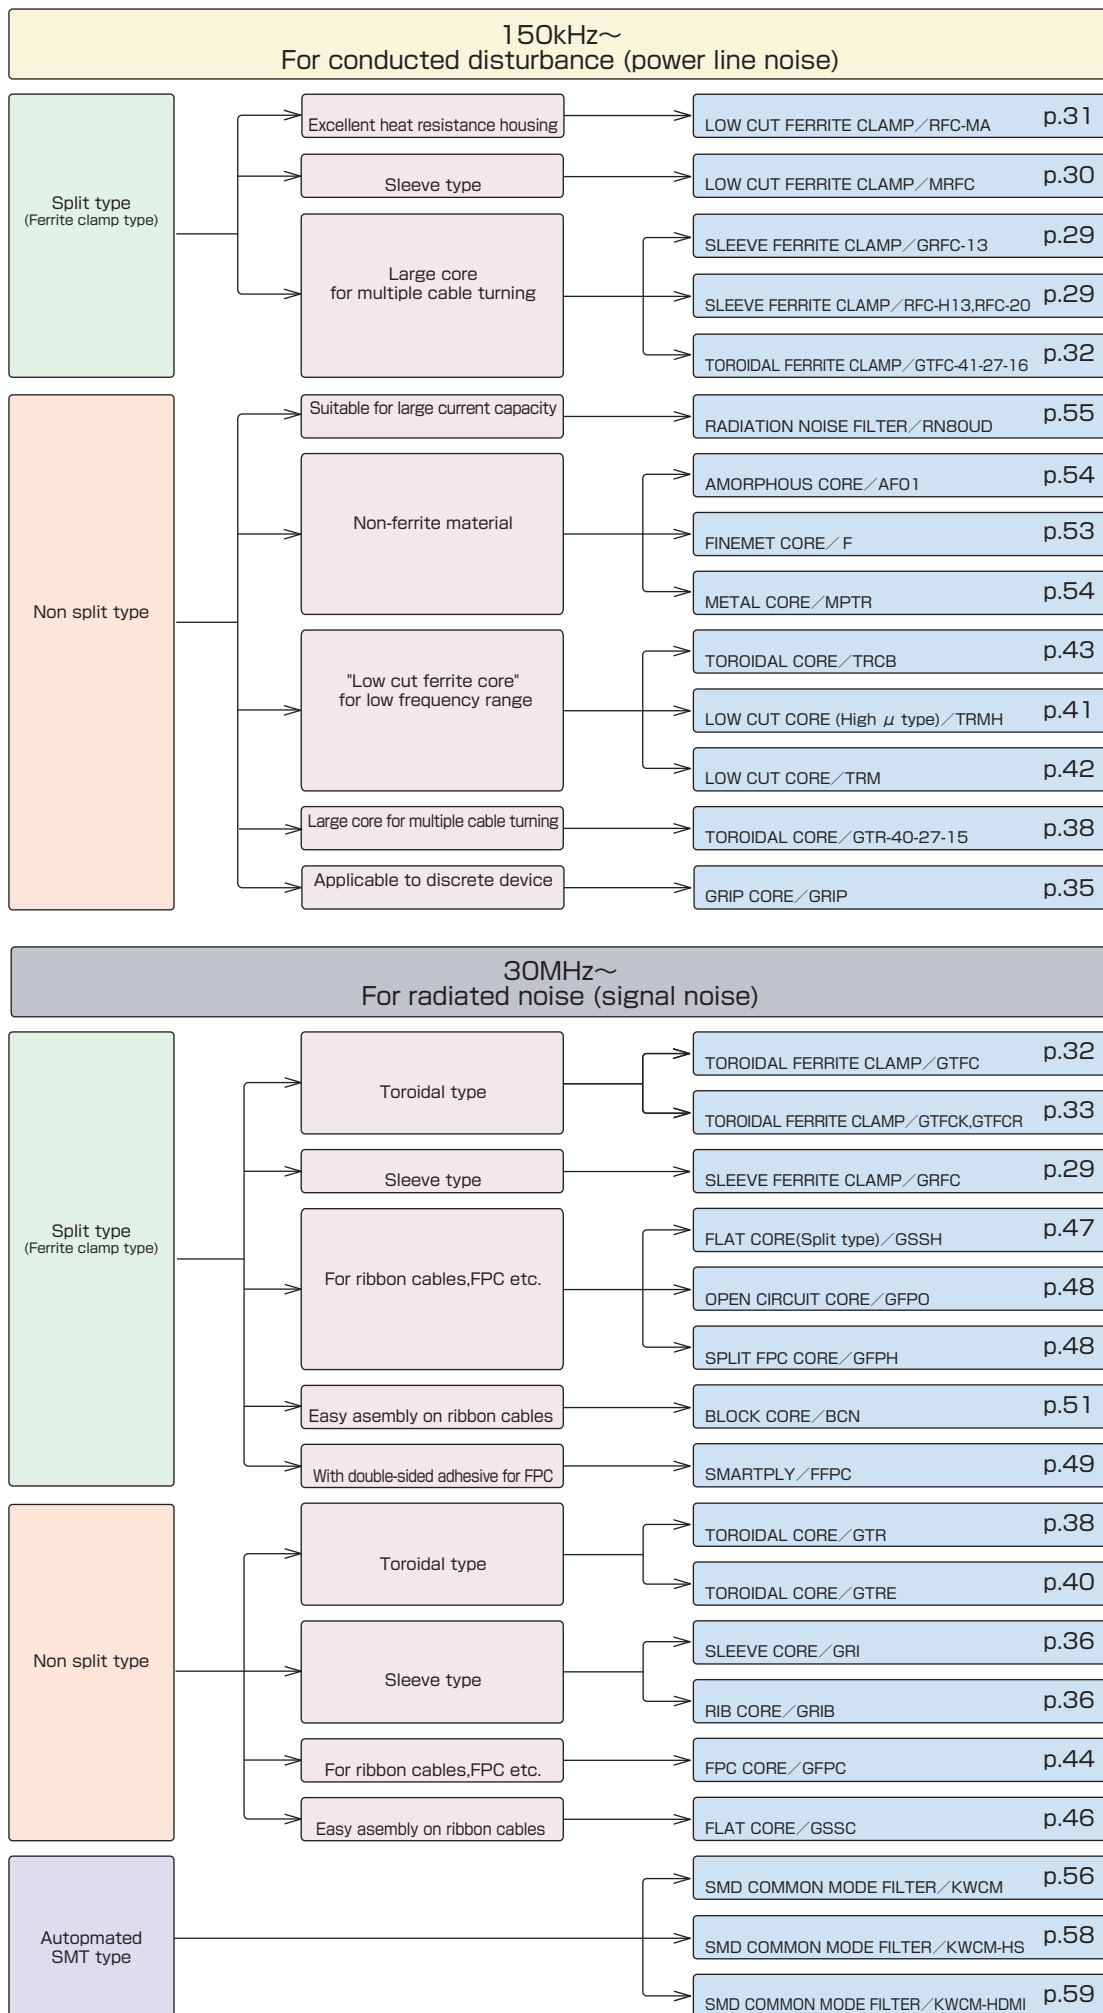 150kHz～
For conducted disturbance (power line noise)
Split type
(Ferrite clamp type)
Excellent heat resistance housing
LOW CUT FERRITE CLAMP／RFC-MA p.31
Sleeve type
LOW CUT FERRITE CLAMP／MRFC p.30
Large core
for multiple cable turning
SLEEVE FERRITE CLAMP／GRFC-13 p.29
SLEEVE FERRITE CLAMP／RFC-H13,RFC-20 p.29
TOROIDAL FERRITE CLAMP／GTFC-41-27-16 p.32
Non split type
Suitable for large current capacity
RADIATION NOISE FILTER／RN80UD p.55
Non-ferrite material
AMORPHOUS CORE／AF01 p.54
FINEMET CORE／F p.53
METAL CORE／MPTR p.54
"Low cut ferrite core"
for low frequency range
TOROIDAL CORE／TRCB p.43
LOW CUT CORE (High μ type)／TRMH p.41
LOW CUT CORE／TRM p.42
Large core for multiple cable turning
TOROIDAL CORE／GTR-40-27-15 p.38
Applicable to discrete device
GRIP CORE／GRIP p.35
30MHz～
For radiated noise (signal noise)
Split type
(Ferrite clamp type)
Toroidal type
TOROIDAL FERRITE CLAMP／GTFC p.32
TOROIDAL FERRITE CLAMP／GTFCK,GTFCR p.33
Sleeve type
SLEEVE FERRITE CLAMP／GRFC p.29
For ribbon cables,FPC etc.
FLAT CORE(Split type)／GSSH p.47
OPEN CIRCUIT CORE／GFPO p.48
SPLIT FPC CORE／GFPH p.48
Easy asembly on ribbon cables
BLOCK CORE／BCN p.51
With double-sided adhesive for FPC
SMARTPLY／FFPC p.49
Non split type
Toroidal type
TOROIDAL CORE／GTR p.38
TOROIDAL CORE／GTRE p.40
Sleeve type
SLEEVE CORE／GRI p.36
RIB CORE／GRIB p.36
For ribbon cables,FPC etc.
FPC CORE／GFPC p.44
Easy asembly on ribbon cables
FLAT CORE／GSSC p.46
Autopmated
SMT type
SMD COMMON MODE FILTER／KWCM p.56
SMD COMMON MODE FILTER／KWCM-HS p.58
SMD COMMON MODE FILTER／KWCM-HDMI p.59